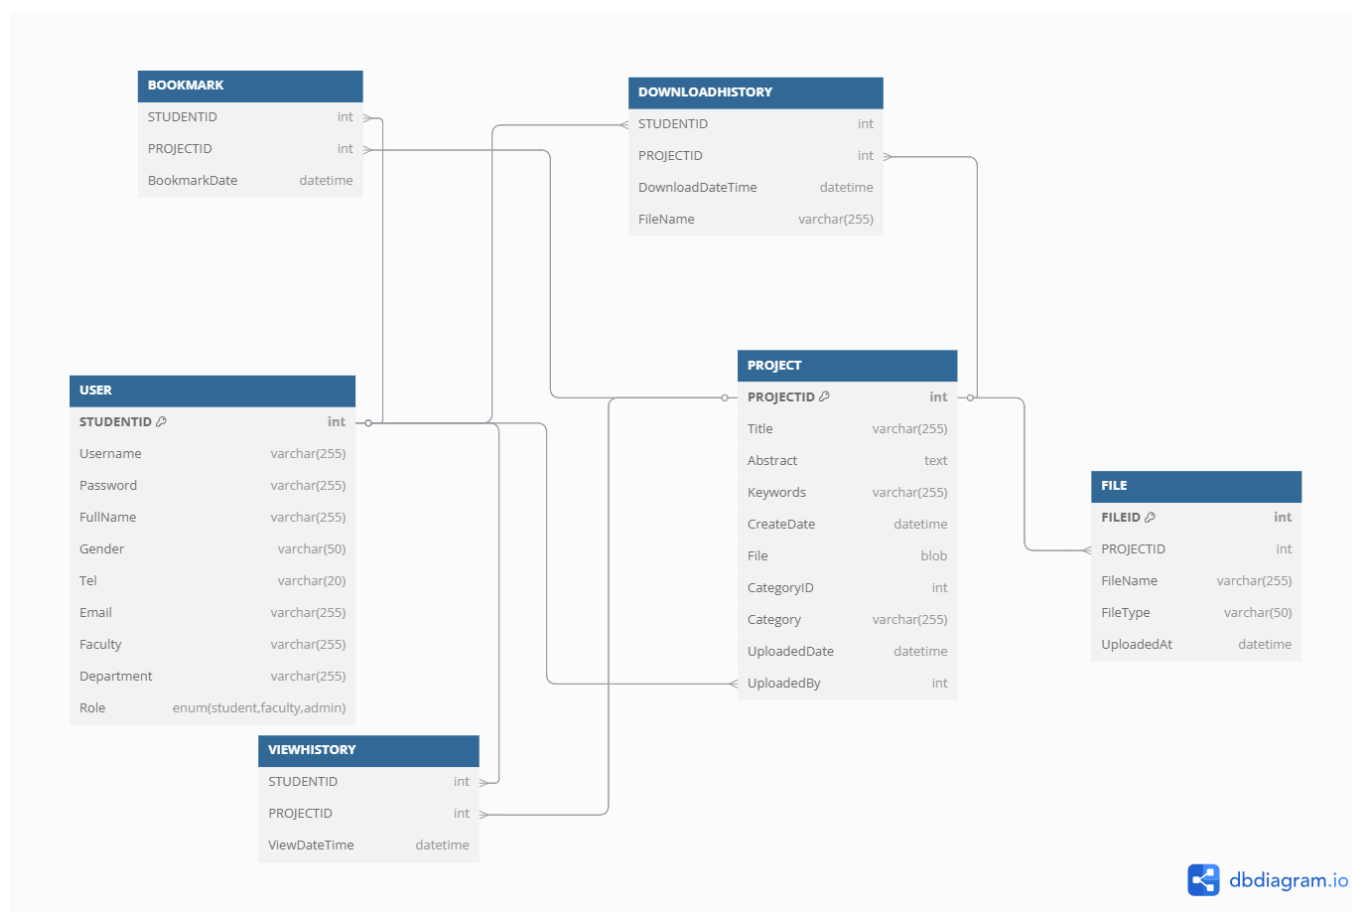 BOOKMARK
STUDENTID int
PROJECTID int
BookmarkDate datetime
DOWNLOADHISTORY
STUDENTID int
PROJECTID int
DownloadDateTime datetime
FileName varchar(255)
USER
STUDENTID int
Username varchar(255)
Password varchar(255)
FullName varchar(255)
Gender varchar(50)
Tel varchar(20)
Email varchar(255)
Faculty varchar(255)
Department varchar(255)
Role enum(student,faculty,admin)
PROJECT
PROJECTID int
Title varchar(255)
Abstract text
Keywords varchar(255)
CreateDate datetime
File blob
CategoryID int
Category varchar(255)
UploadedDate datetime
UploadedBy int
FILE
FILEID int
PROJECTID int
FileName varchar(255)
FileType varchar(50)
UploadedAt datetime
VIEWHISTORY
STUDENTID int
PROJECTID int
ViewDateTime datetime
dbdiagram.io